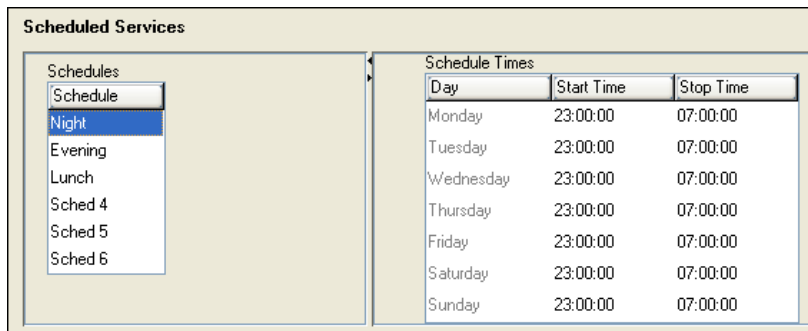 Scheduled Services
Schedules
Schedule
Night
Evening
Lunch
Sched 4
Sched 5
Sched 6
Schedule Times
Day Start Time Stop Time
Monday 23:00:00 07:00:00
Tuesday 23:00:00 07:00:00
Wednesday 23:00:00 07:00:00
Thursday 23:00:00 07:00:00
Friday 23:00:00 07:00:00
Saturday 23:00:00 07:00:00
Sunday 23:00:00 07:00:00